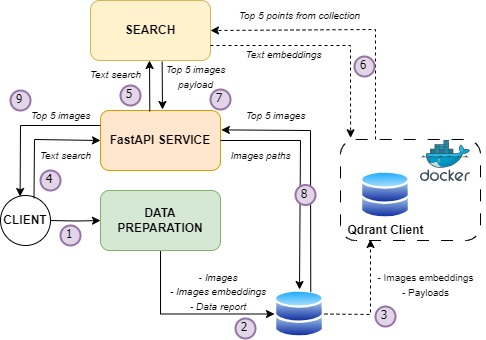 SEARCH
Top 5 points from collection
Text embeddings
6
Text search
5
Top 5 images
payload
7
9
Top 5 images
Top 5 images
FastAPI SERVICE
Text search
4
Images paths
8
docker
Qdrant Client
CLIENT
1
DATA
PREPARATION
- Images
- Images embeddings
- Data report
2
3
- Images embeddings
- Payloads